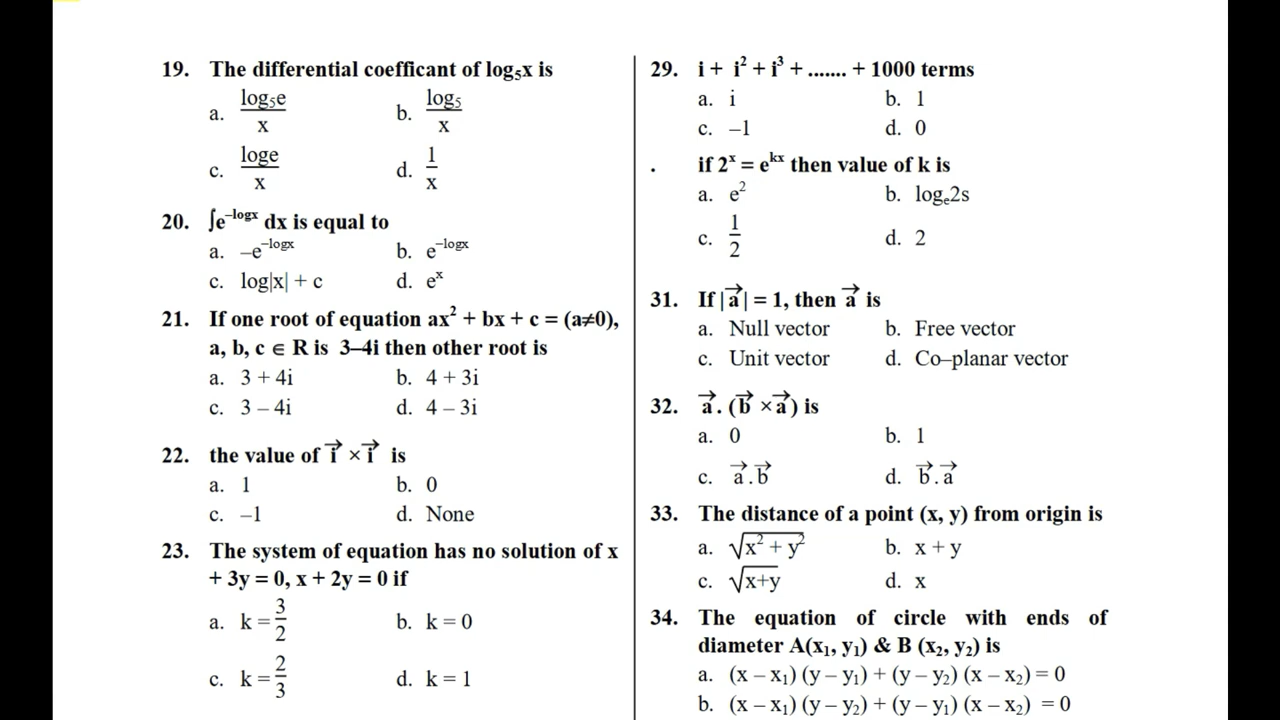 19. The differential coefficant of log₅x is
a. log₅e/x b. log₅/x
c. loge/x d. 1/x
20. ∫e^–logx dx is equal to
a. –e^–logx b. e^–logx
c. log|x| + c d. eˣ
21. If one root of equation ax² + bx + c = (a≠0),
a, b, c ∈ R is 3–4i then other root is
a. 3 + 4i b. 4 + 3i
c. 3 – 4i d. 4 – 3i
22. the value of i⃗ × i⃗ is
a. 1 b. 0
c. –1 d. None
23. The system of equation has no solution of x
+ 3y = 0, x + 2y = 0 if
a. k = 3/2 b. k = 0
c. k = 2/3 d. k = 1
29. i + i² + i³ + ....... + 1000 terms
a. i b. 1
c. –1 d. 0
. if 2ˣ = e^kx then value of k is
a. e² b. logₑ2s
c. 1/2 d. 2
31. If |a⃗| = 1, then a⃗ is
a. Null vector b. Free vector
c. Unit vector d. Co–planar vector
32. a⃗. (b⃗ ×a⃗) is
a. 0 b. 1
c. a⃗.b⃗ d. b⃗.a⃗
33. The distance of a point (x, y) from origin is
a. √(x² + y²) b. x + y
c. √(x+y) d. x
34. The equation of circle with ends of
diameter A(x₁, y₁) & B (x₂, y₂) is
a. (x – x₁) (y – y₁) + (y – y₂) (x – x₂) = 0
b. (x – x₁) (y – y₂) + (y – y₁) (x – x₂) = 0